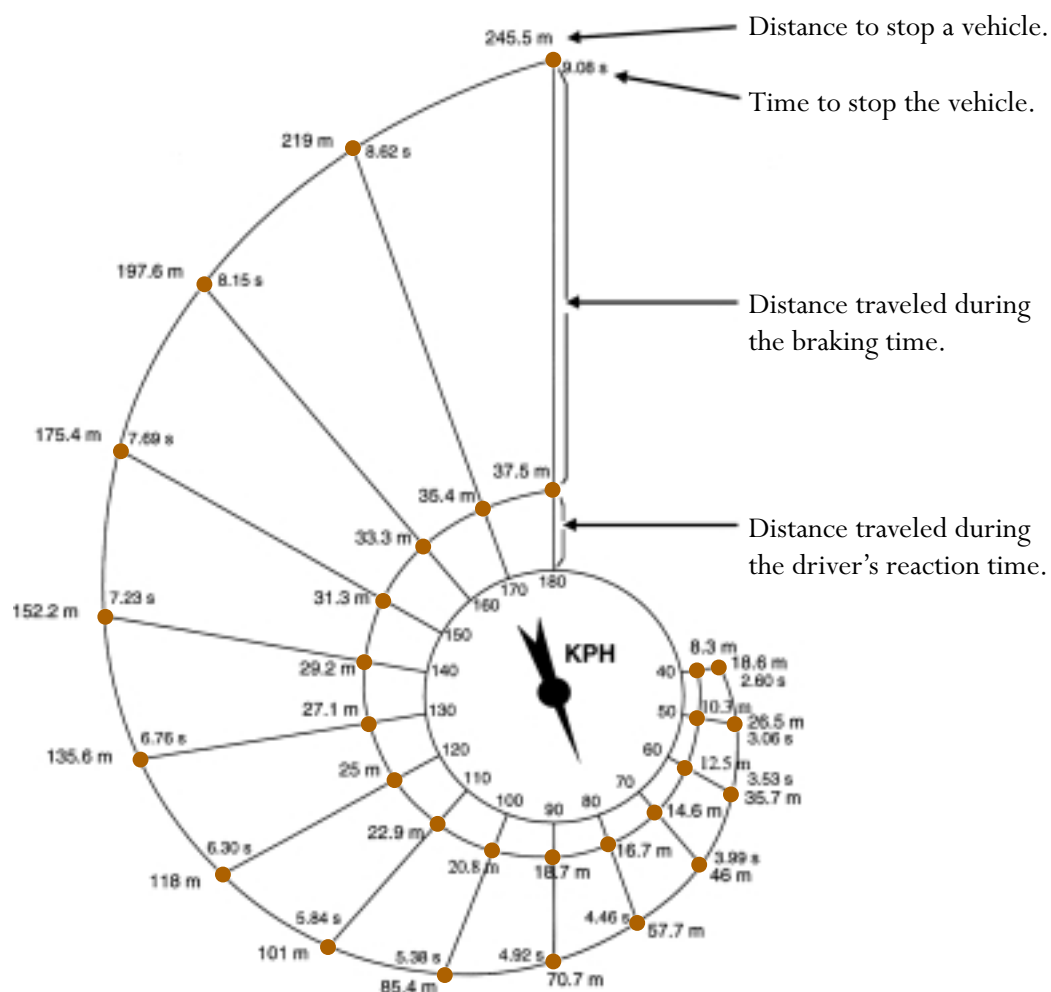 245.5 m
Distance to stop a vehicle.
9.08 s
Time to stop the vehicle.
219 m
8.62 s
197.6 m
8.15 s
Distance traveled during
the braking time.
175.4 m
7.69 s
37.5 m
35.4 m
33.3 m
Distance traveled during
the driver's reaction time.
31.3 m
152.2 m
7.23 s
29.2 m
27.1 m
135.6 m
6.76 s
25 m
118 m
6.30 s
22.9 m
101 m
5.84 s
20.8 m
85.4 m
5.38 s
18.7 m
70.7 m
4.92 s
16.7 m
57.7 m
4.46 s
14.6 m
46 m
3.99 s
12.5 m
3.53 s
35.7 m
10.3 m
26.5 m
3.06 s
8.3 m
18.6 m
2.60 s
180
170
160
150
140
130
120
110
100
90
80
70
60
50
40
KPH